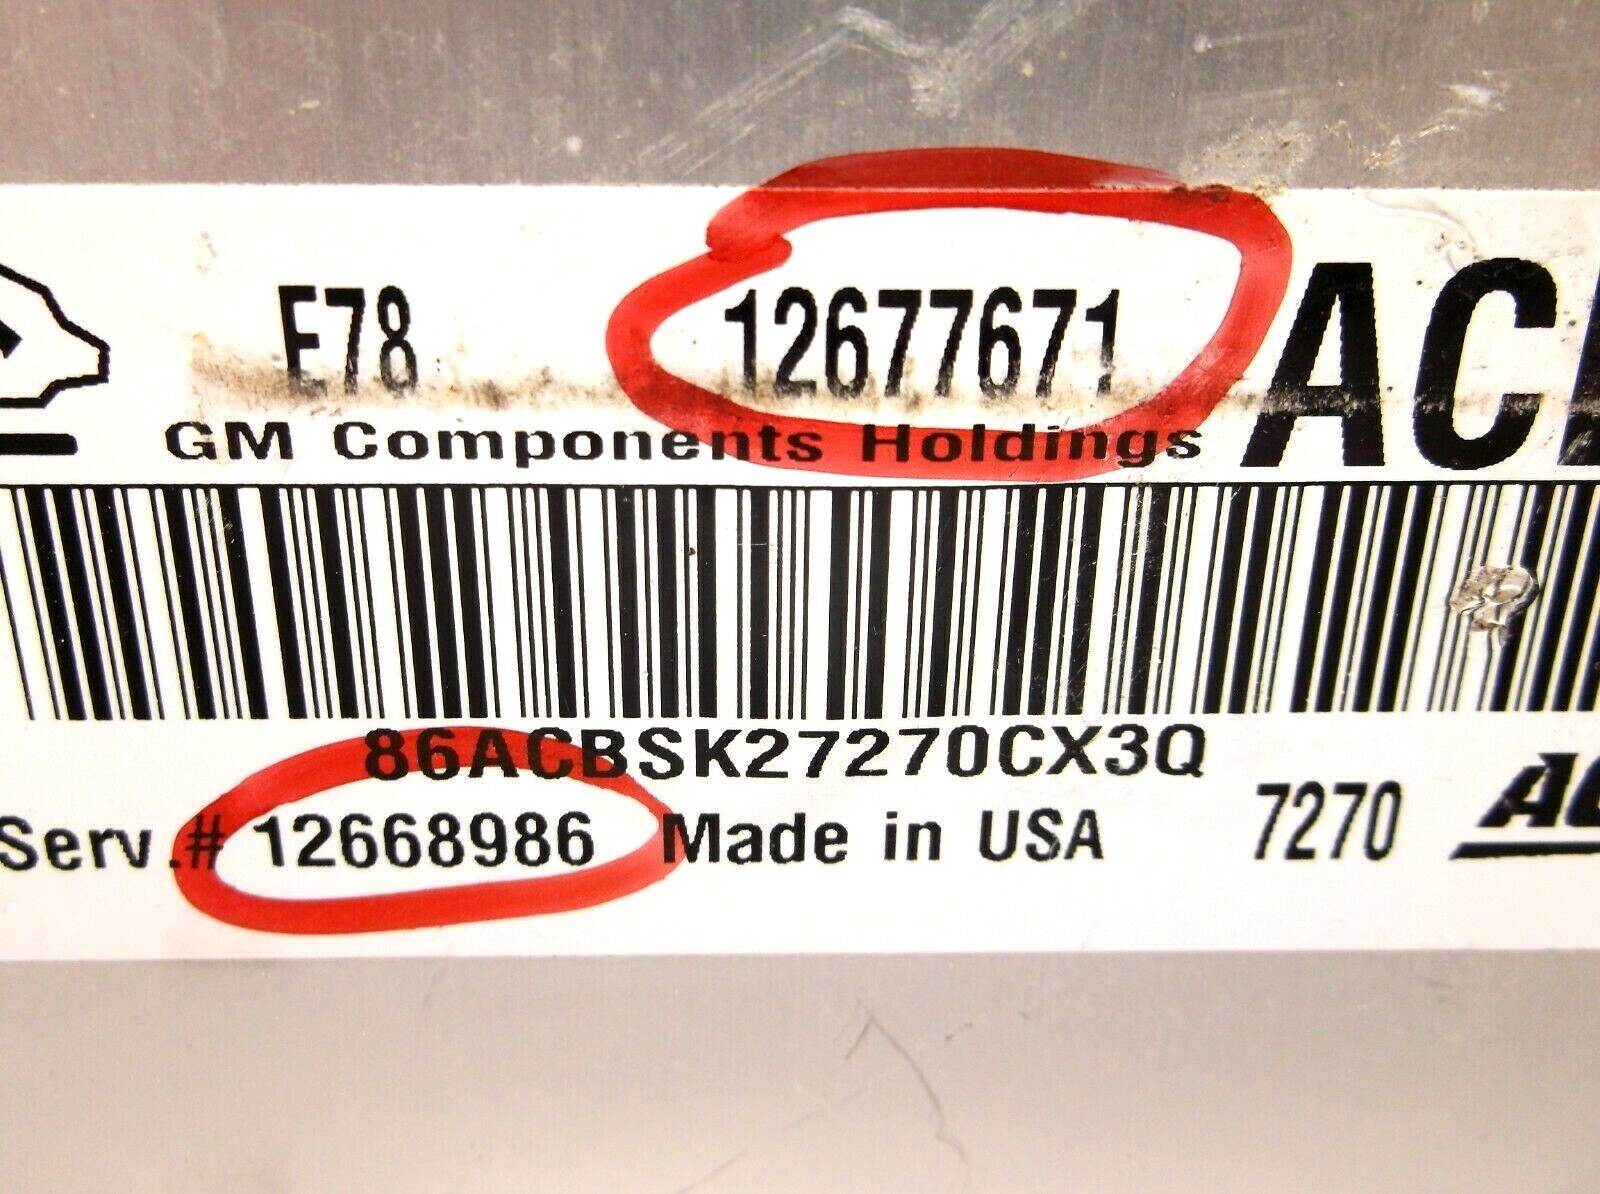 E78 12677671
GM Components Holdings
86ACBSK27270CX3Q
Serv.# 12668986 Made in USA 7270